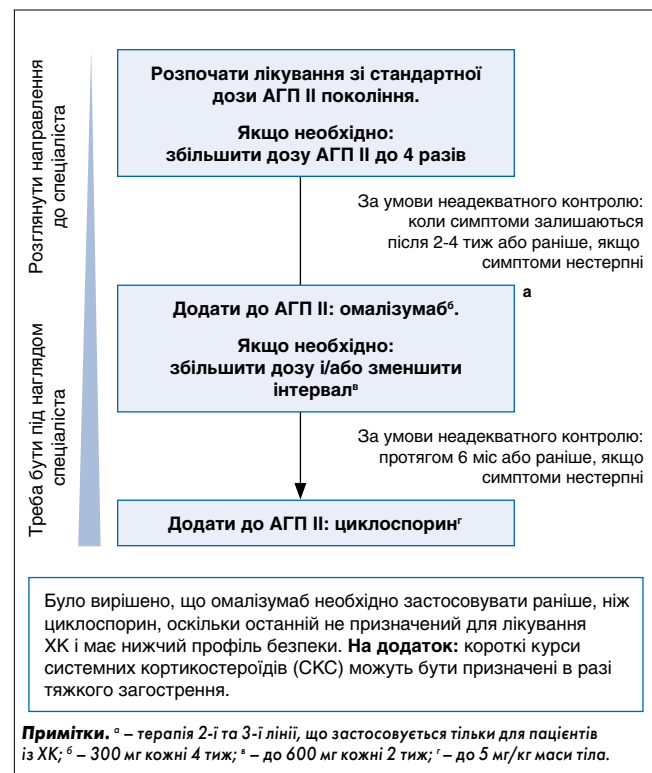 Розглянути направлення
до спеціаліста
Розпочати лікування зі стандартної
дози АГП II покоління.
Якщо необхідно:
збільшити дозу АГП II до 4 разів
За умови неадекватного контролю:
коли симптоми залишаються
після 2-4 тиж або раніше, якщо
симптоми нестерпні
Треба бути під наглядом
спеціаліста
а
Додати до АГП II: омалізумабᵇ.
Якщо необхідно:
збільшити дозу і/або зменшити
інтервалᵛ
За умови неадекватного контролю:
протягом 6 міс або раніше, якщо
симптоми нестерпні
Додати до АГП II: циклоспоринᵍ
Було вирішено, що омалізумаб необхідно застосовувати раніше, ніж
циклоспорин, оскільки останній не призначений для лікування
ХК і має нижчий профіль безпеки. На додаток: короткі курси
системних кортикостероїдів (СКС) можуть бути призначені в разі
тяжкого загострення.
Примітки. а – терапія 2-ї та 3-ї лінії, що застосовується тільки для пацієнтів
із ХК; б – 300 мг кожні 4 тиж; в – до 600 мг кожні 2 тиж; г – до 5 мг/кг маси тіла.